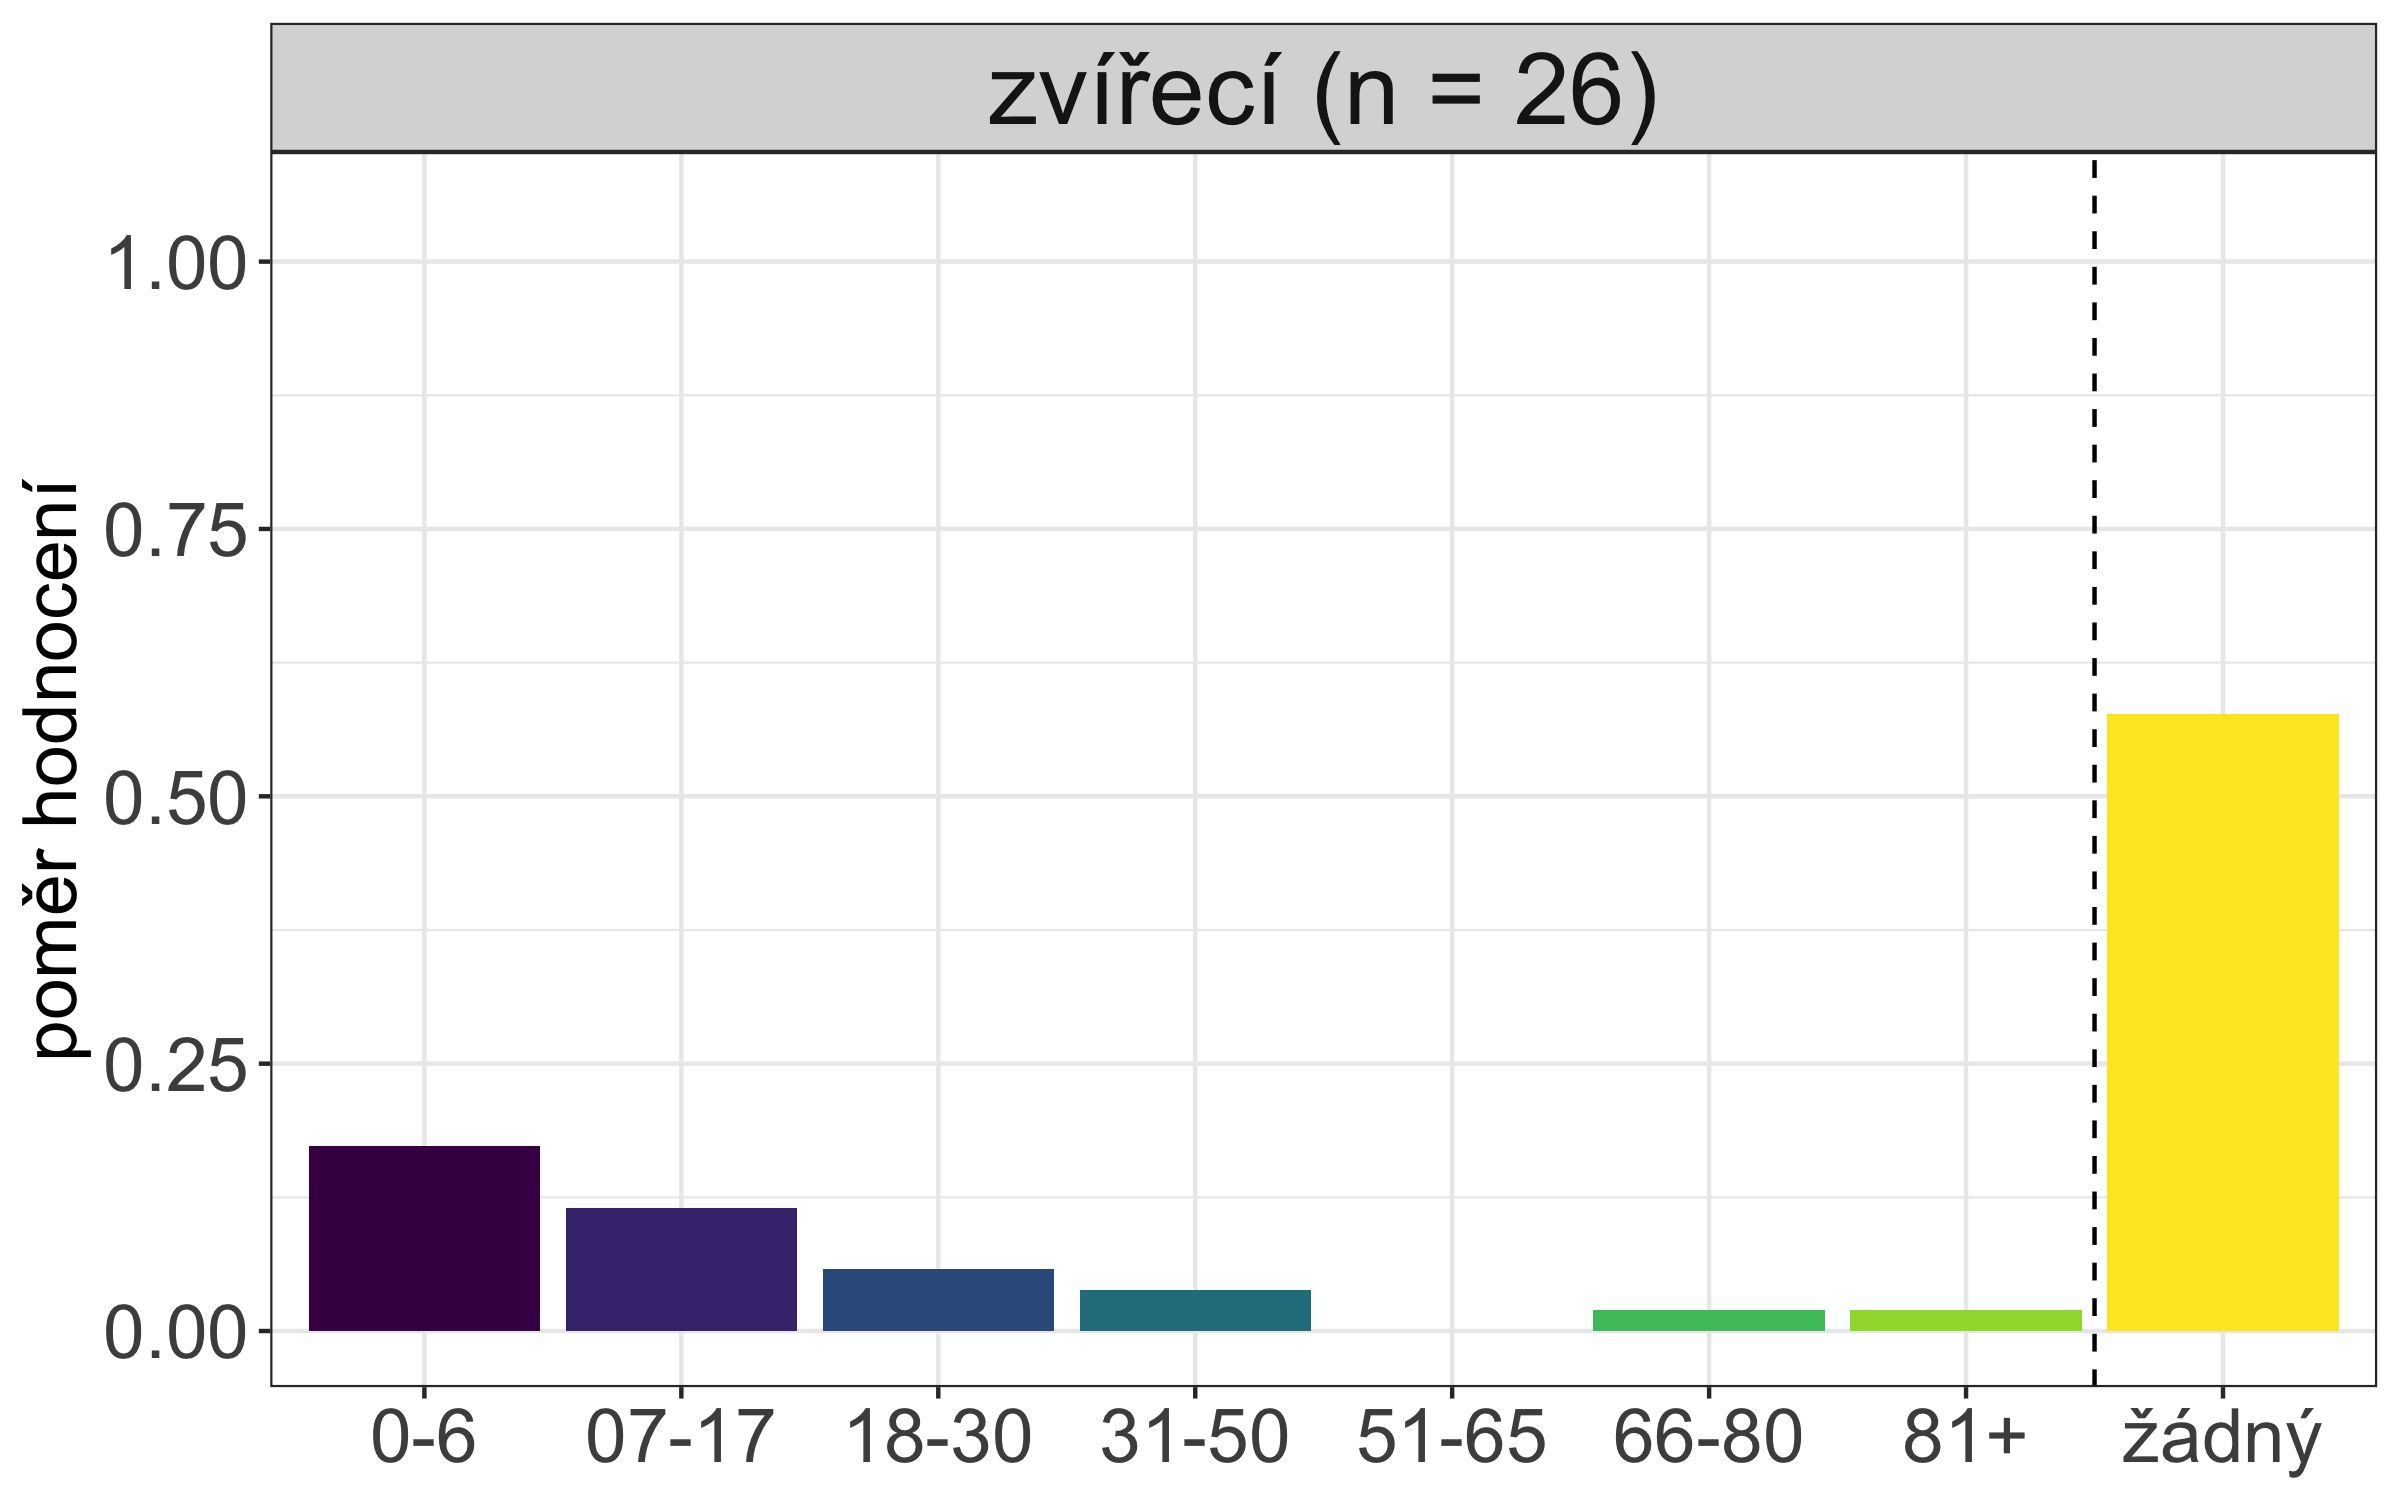 zvířecí (n = 26)
poměr hodnocení
1.00
0.75
0.50
0.25
0.00
0-6 07-17 18-30 31-50 51-65 66-80 81+ žádný